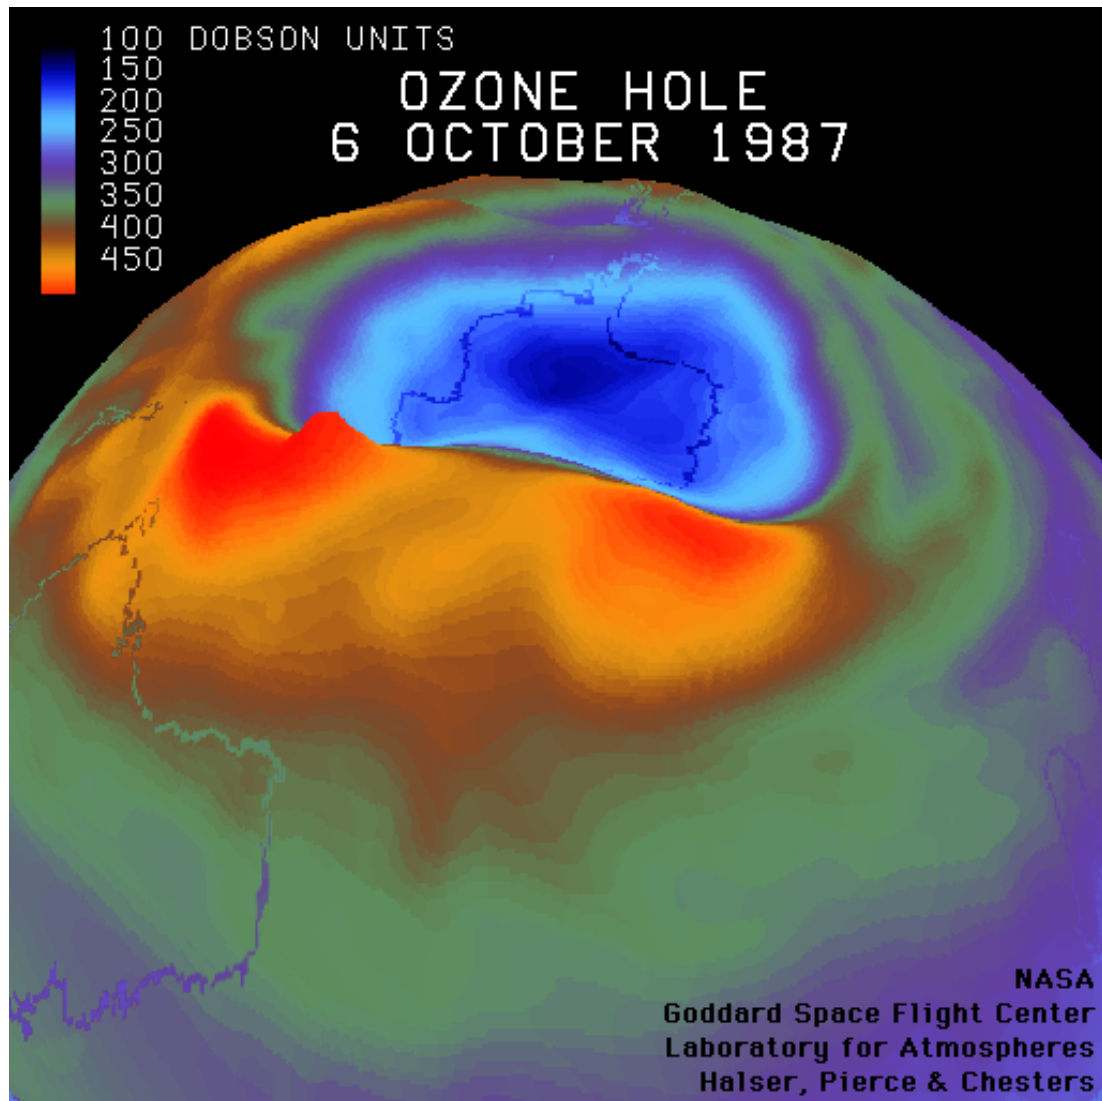 100 DOBSON UNITS
150
200
250
300
350
400
450
OZONE HOLE
6 OCTOBER 1987
NASA
Goddard Space Flight Center
Laboratory for Atmospheres
Halser, Pierce & Chesters